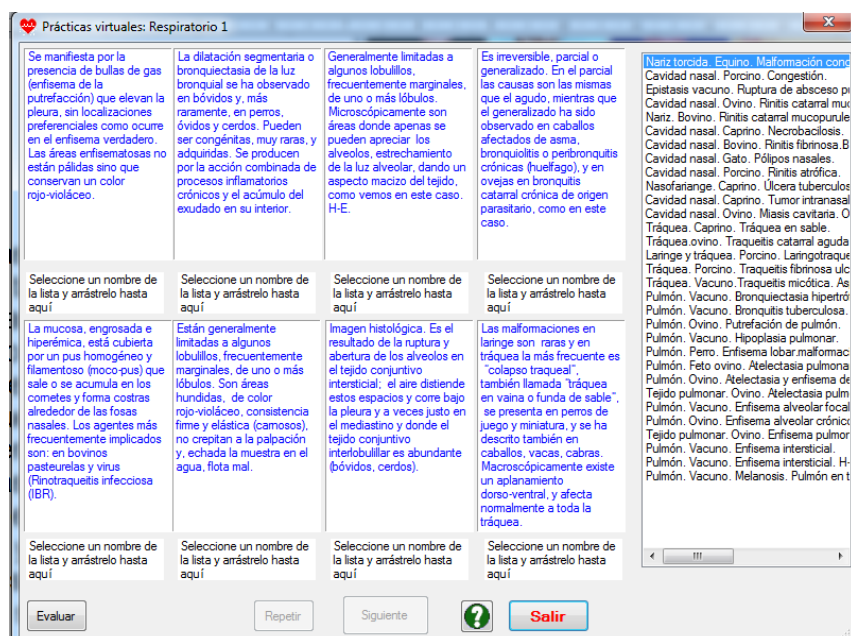 Prácticas virtuales: Respiratorio 1
Se manifiesta por la
presencia de bullas de gas
(enfisema de la
putrefacción) que elevan la
pleura, sin localizaciones
preferenciales como ocurre
en el enfisema verdadero.
Las áreas enfisematosas no
están pálidas sino que
conservan un color
rojo-violáceo.
La dilatación segmentaria o
bronquiectasia de la luz
bronquial se ha observado
en bóvidos y, más
raramente, en perros,
óvidos y cerdos. Pueden
ser congénitas, muy raras, y
adquiridas. Se producen
por la acción combinada de
procesos inflamatorios
crónicos y el acúmulo del
exudado en su interior.
Generalmente limitadas a
algunos lobulillos,
frecuentemente marginales,
de uno o más lóbulos.
Microscópicamente son
áreas donde apenas se
pueden apreciar los
alveolos, estrechamiento
de la luz alveolar, dando un
aspecto macizo del tejido,
como vemos en este caso.
H-E.
Es irreversible, parcial o
generalizado. En el parcial
las causas son las mismas
que el agudo, mientras que
el generalizado ha sido
observado en caballos
afectados de asma,
bronquiolitis o peribronquitis
crónicas (huelfago), y en
ovejas en bronquitis
catarral crónica de origen
parasitario, como en este
caso.
Seleccione un nombre de
la lista y arrástrelo hasta
aquí
Seleccione un nombre de
la lista y arrástrelo hasta
aquí
Seleccione un nombre de
la lista y arrástrelo hasta
aquí
Seleccione un nombre de
la lista y arrástrelo hasta
aquí
La mucosa, engrosada e
hiperémica, está cubierta
por un pus homogéneo y
filamentoso (moco-pus) que
sale o se acumula en los
cornetes y forma costras
alrededor de las fosas
nasales. Los agentes más
frecuentemente implicados
son: en bovinos
pasteurelas y virus
(Rinotraqueitis infecciosa
(IBR).
Están generalmente
limitadas a algunos
lobulillos, frecuentemente
marginales, de uno o más
lóbulos. Son áreas
hundidas, de color
rojo-violáceo, consistencia
firme y elástica (carnosos),
no crepitan a la palpación
y, echada la muestra en el
agua, flota mal.
Imagen histológica. Es el
resultado de la ruptura y
abertura de los alveolos en
el tejido conjuntivo
intersticial; el aire distiende
estos espacios y corre bajo
la pleura y a veces justo en
el mediastino y donde el
tejido conjuntivo
interlobulillar es abundante
(bóvidos, cerdos).
Las malformaciones en
laringe son raras y en
tráquea la más frecuente es
"colapso traqueal",
también llamada "tráquea
en vaina o funda de sable",
se presenta en perros de
juego y miniatura, y se ha
descrito también en
caballos, vacas, cabras.
Macroscópicamente existe
un aplanamiento
dorso-ventral, y afecta
normalmente a toda la
tráquea.
Seleccione un nombre de
la lista y arrástrelo hasta
aquí
Seleccione un nombre de
la lista y arrástrelo hasta
aquí
Seleccione un nombre de
la lista y arrástrelo hasta
aquí
Seleccione un nombre de
la lista y arrástrelo hasta
aquí
Nariz torcida. Equino. Malformación cong
Cavidad nasal. Porcino. Congestión.
Epistasis vacuno. Ruptura de absceso pu
Cavidad nasal. Ovino. Rinitis catarral muc
Nariz. Bovino. Rinitis catarral mucopurule
Cavidad nasal. Caprino. Necrobacilosis.
Cavidad nasal. Bovino. Rinitis fibrinosa.B
Cavidad nasal. Gato. Pólipos nasales.
Cavidad nasal. Porcino. Rinitis atrófica.
Nasofariange. Caprino. Úlcera tuberculos
Cavidad nasal. Caprino. Tumor intranasal
Cavidad nasal. Ovino. Miasis cavitaria. O
Tráquea. Caprino. Tráquea en sable.
Tráquea.ovino. Traqueitis catarral aguda
Laringe y tráquea. Porcino. Laringotraque
Tráquea. Porcino. Traqueitis fibrinosa ulc
Tráquea. Vacuno.Traqueitis micótica. As
Pulmón. Vacuno. Bronquiectasia hipertró
Pulmón. Vacuno. Bronquitis tuberculosa.
Pulmón. Ovino. Putrefación de pulmón.
Pulmón. Vacuno. Hipoplasia pulmonar.
Pulmón. Perro. Enfisema lobar.malformac
Pulmón. Feto ovino. Atelectasia pulmona
Pulmón. Ovino. Atelectasia y enfisema de
Tejido pulmonar. Ovino. Atelectasia pulm
Pulmón. Vacuno. Enfisema alveolar focal
Pulmón. Ovino. Enfisema alveolar crónico
Tejido pulmonar. Ovino. Enfisema pulmor
Pulmón. Vacuno. Enfisema intersticial.
Pulmón. Vacuno. Enfisema intersticial. H-
Pulmón. Vacuno. Melanosis. Pulmón en t
Evaluar
Repetir
Siguiente
?
Salir